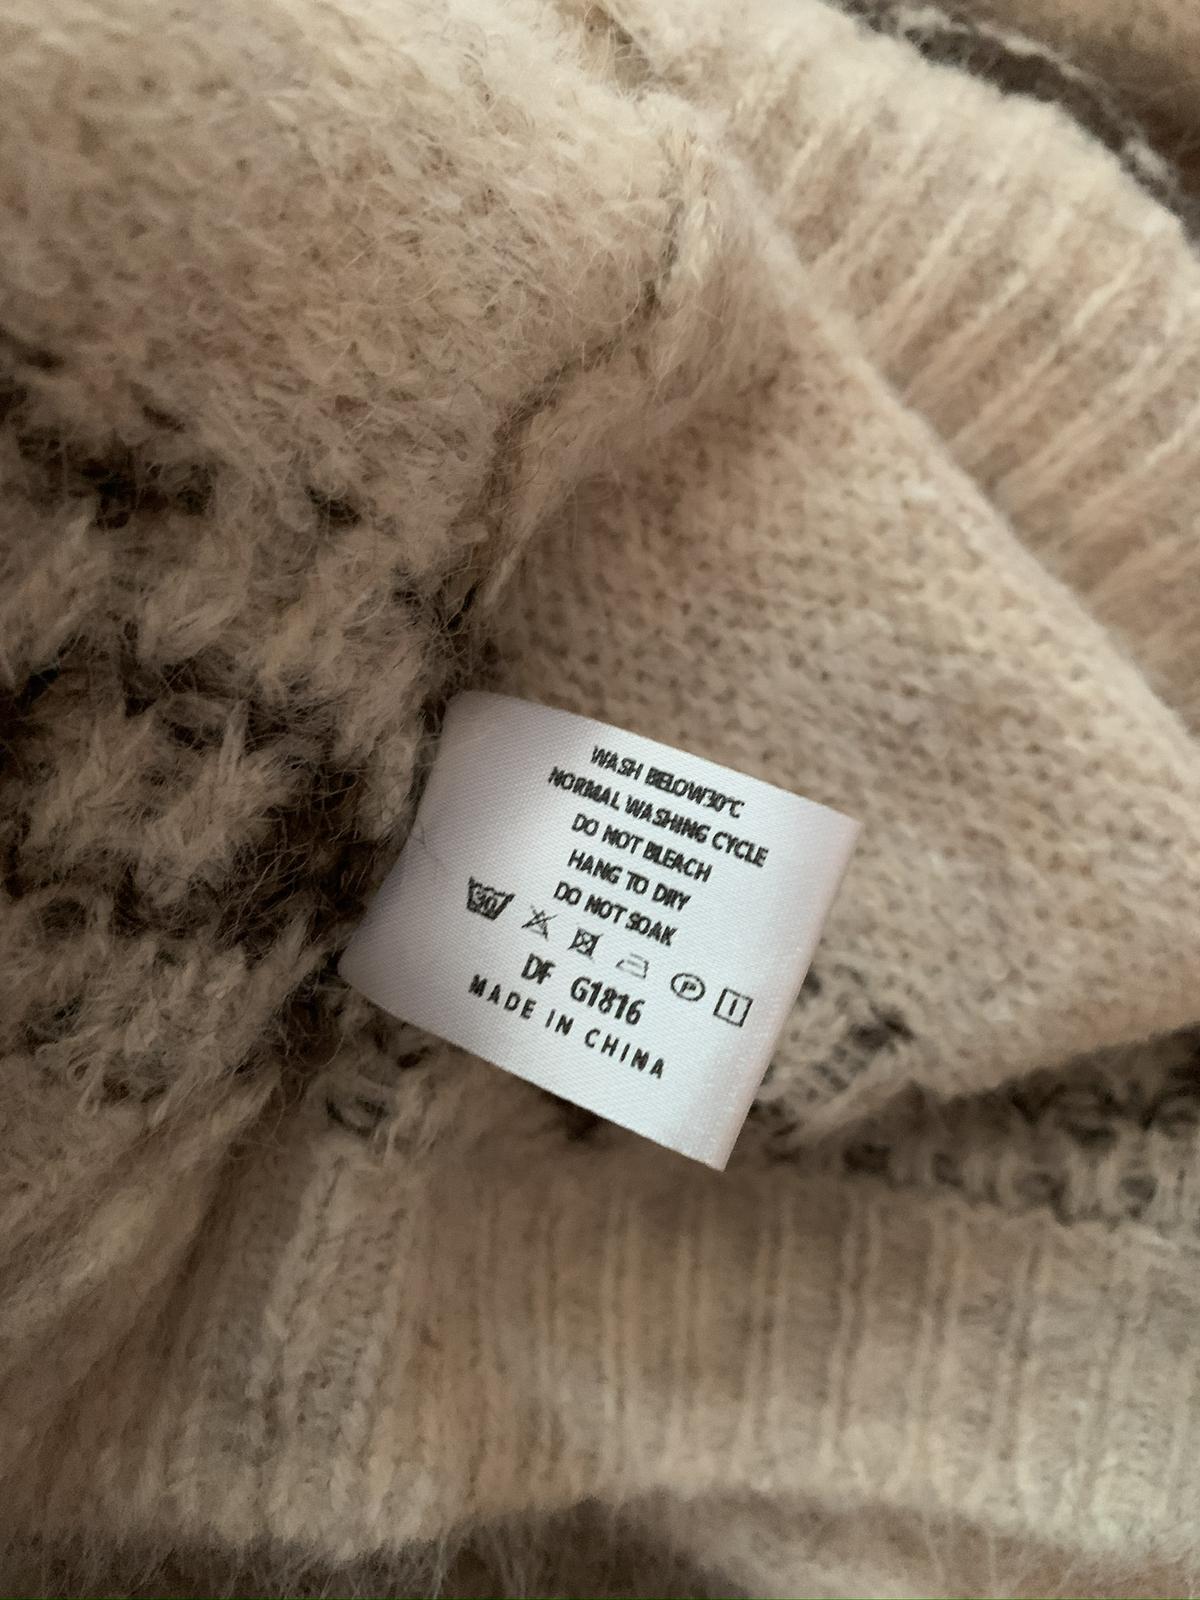 WASH BELOW30°C
NORMAL WASHING CYCLE
DO NOT BLEACH
HANG TO DRY
DO NOT SOAK
30
P
DF G1816
MADE IN CHINA